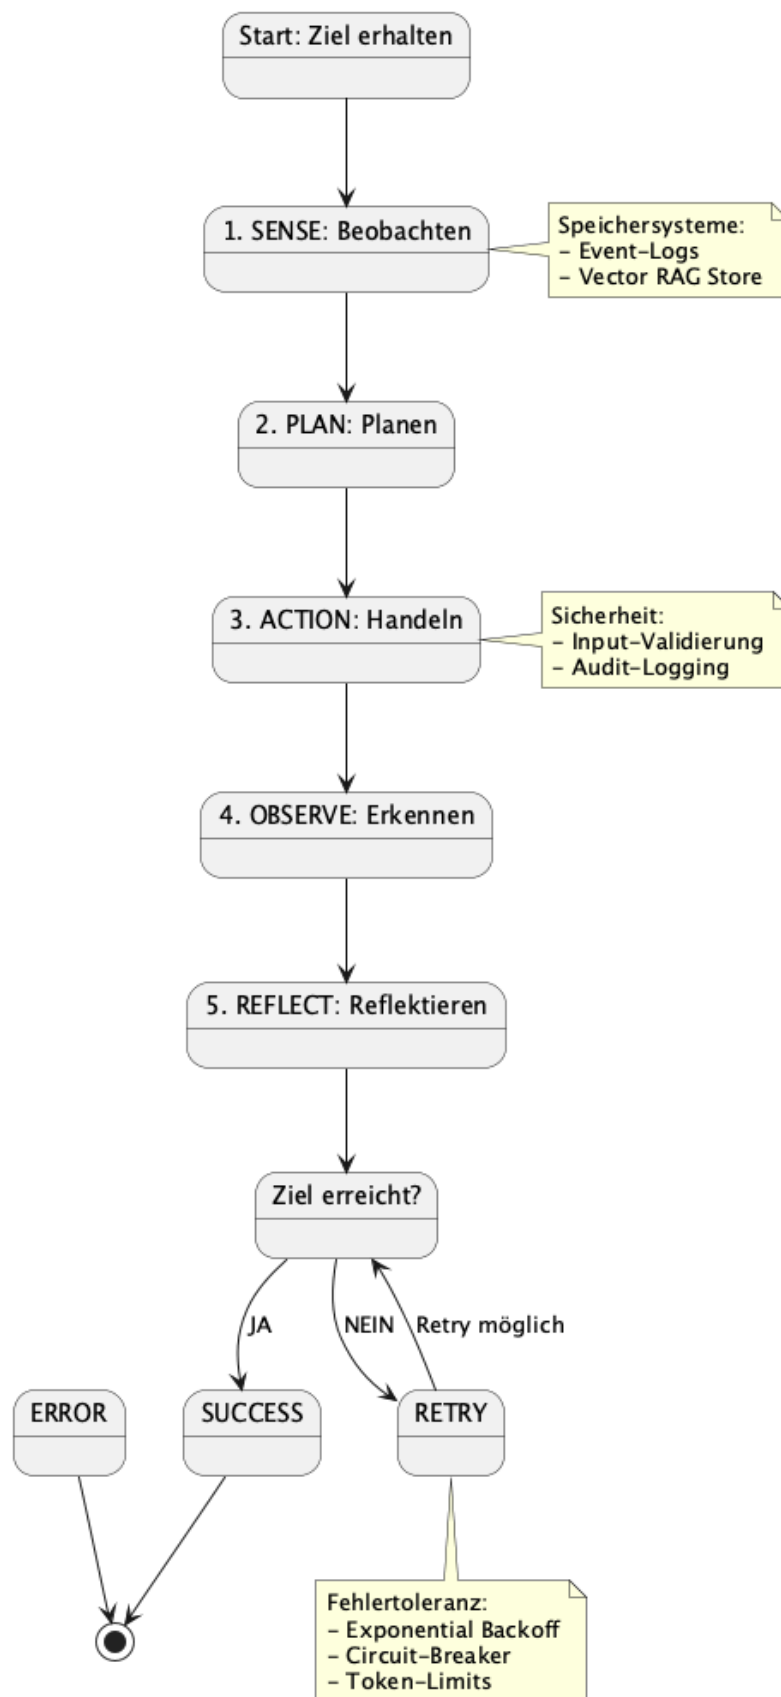 Start: Ziel erhalten
1. SENSE: Beobachten
Speichersysteme:
- Event-Logs
- Vector RAG Store
2. PLAN: Planen
3. ACTION: Handeln
Sicherheit:
- Input-Validierung
- Audit-Logging
4. OBSERVE: Erkennen
5. REFLECT: Reflektieren
Ziel erreicht?
JA
NEIN
Retry möglich
ERROR
SUCCESS
RETRY
Fehlertoleranz:
- Exponential Backoff
- Circuit-Breaker
- Token-Limits